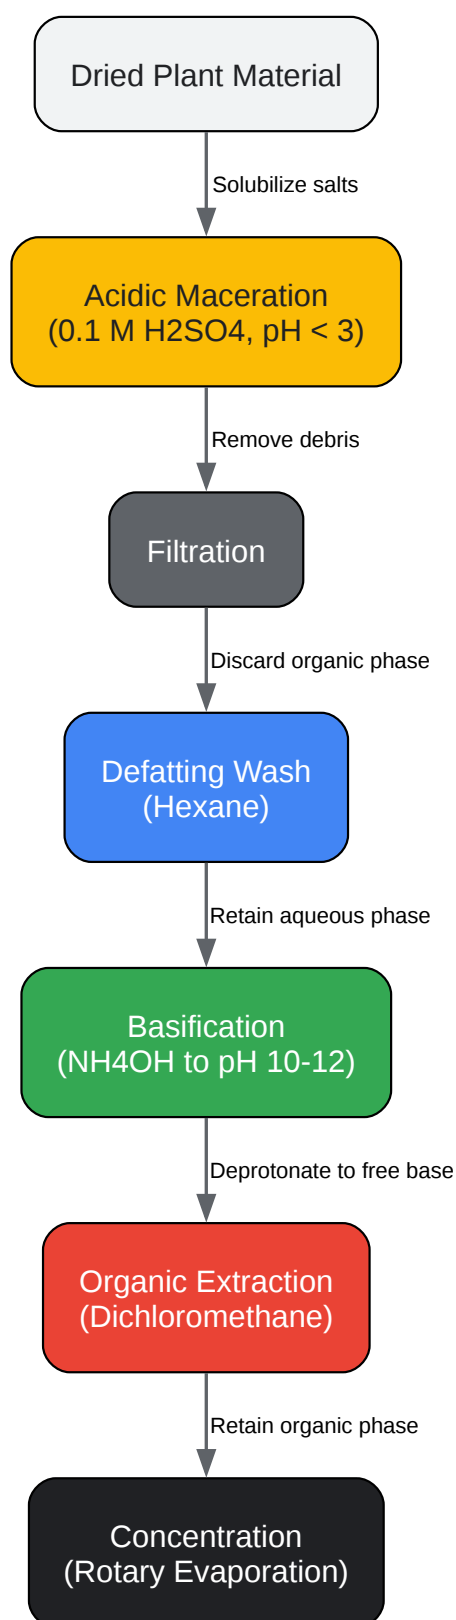 Dried Plant Material
Solubilize salts
Acidic Maceration
(0.1 M H2SO4, pH < 3)
Remove debris
Filtration
Discard organic phase
Defatting Wash
(Hexane)
Retain aqueous phase
Basification
(NH4OH to pH 10-12)
Deprotonate to free base
Organic Extraction
(Dichloromethane)
Retain organic phase
Concentration
(Rotary Evaporation)